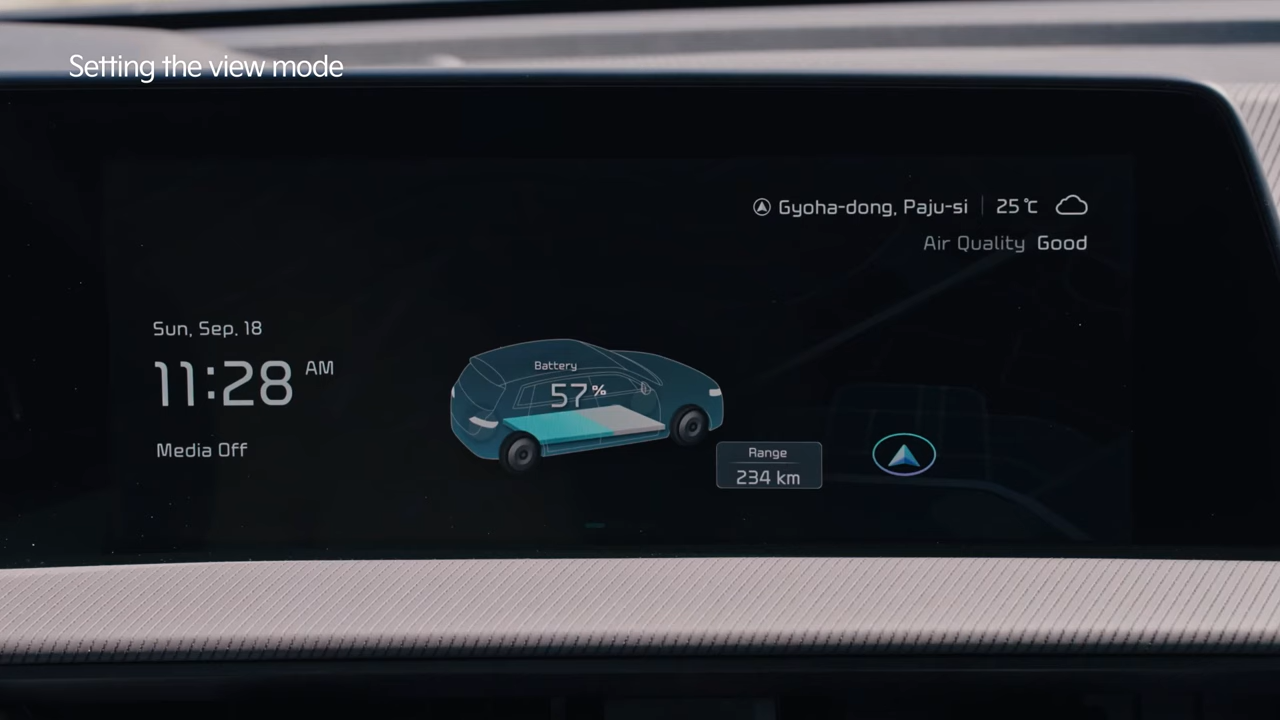 Setting the view mode
Gyoha-dong, Paju-si | 25℃
Air Quality Good
Sun, Sep. 18
11:28 AM
Media Off
Battery
57%
Range
234 km